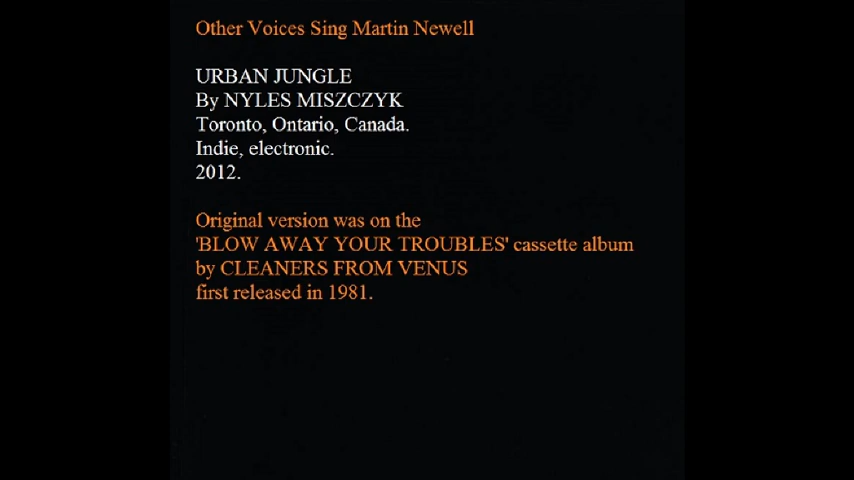 Other Voices Sing Martin Newell
URBAN JUNGLE
By NYLES MISZCZYK
Toronto, Ontario, Canada.
Indie, electronic.
2012.
Original version was on the
'BLOW AWAY YOUR TROUBLES' cassette album
by CLEANERS FROM VENUS
first released in 1981.